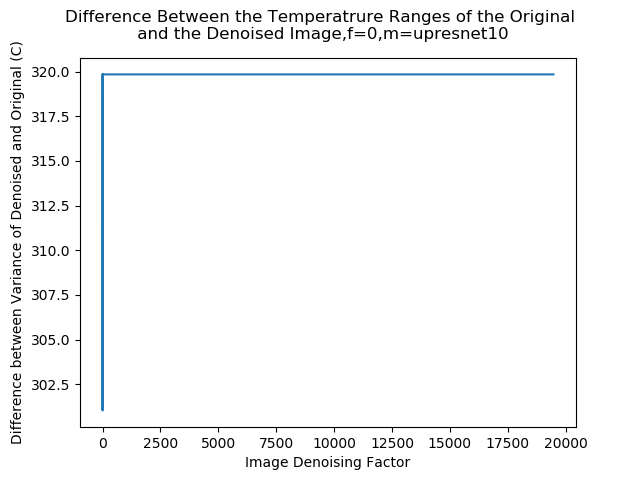 Difference Between the Temperatrure Ranges of the Original
and the Denoised Image,f=0,m=upresnet10
Difference between Variance of Denoised and Original (C)
320.0
317.5
315.0
312.5
310.0
307.5
305.0
302.5
0 2500 5000 7500 10000 12500 15000 17500 20000
Image Denoising Factor